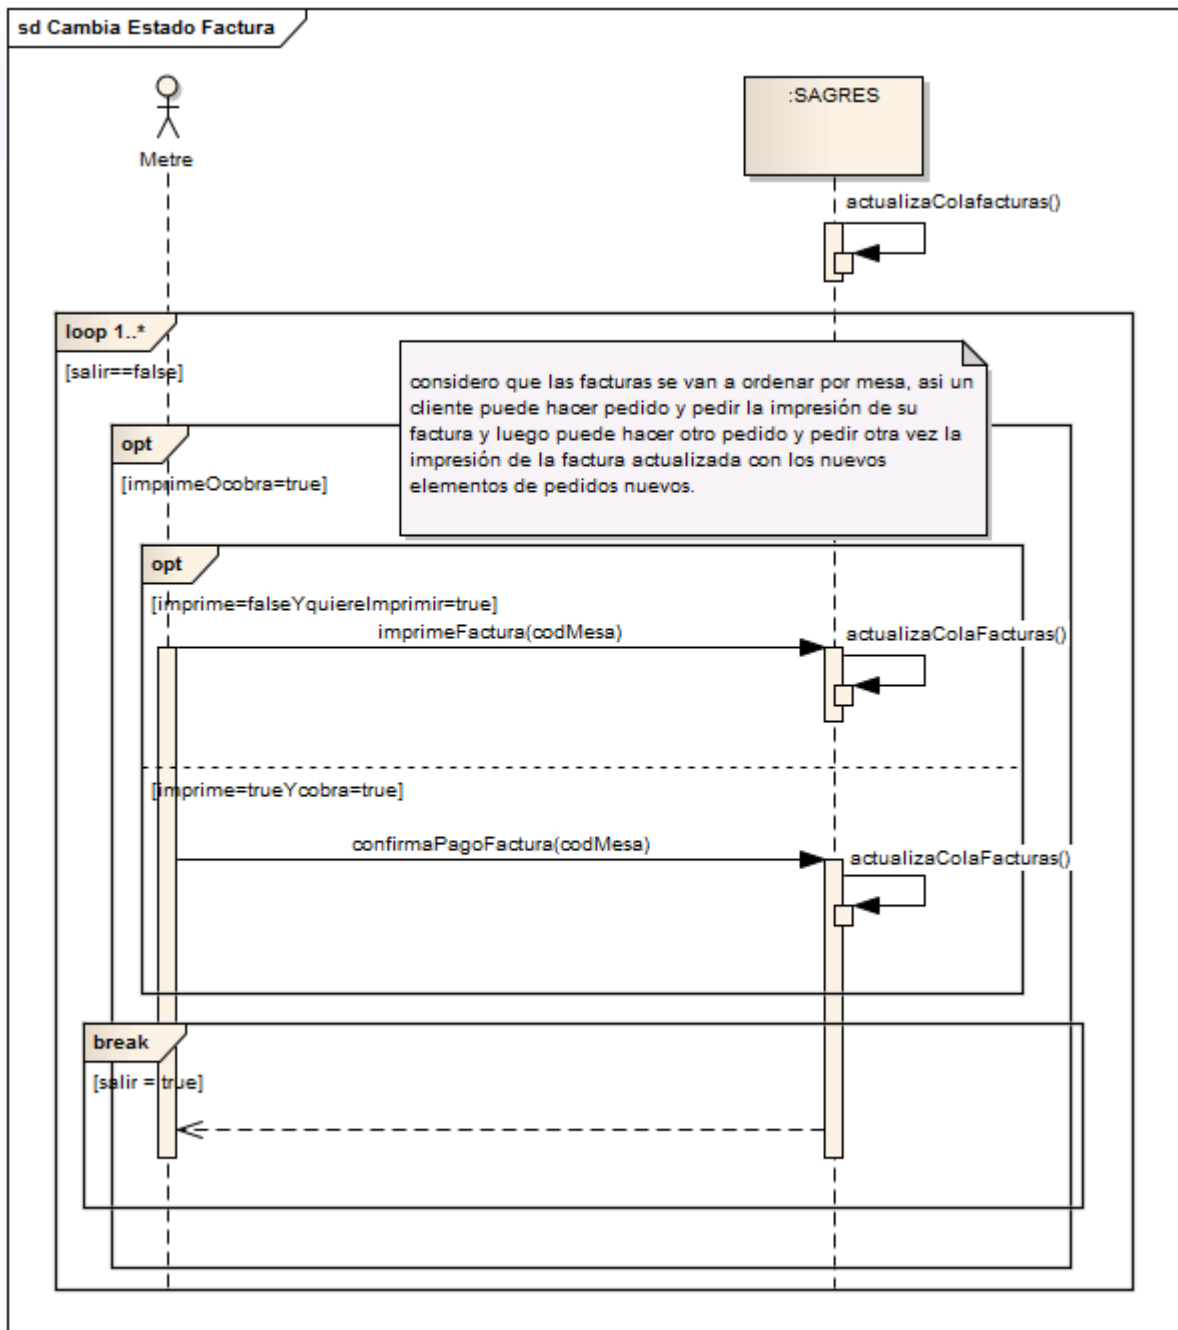 sd Cambia Estado Factura
:SAGRES
Metre
actualizaColafacturas()
loop 1..*
[salir==false]
considero que las facturas se van a ordenar por mesa, asi un
cliente puede hacer pedido y pedir la impresión de su
factura y luego puede hacer otro pedido y pedir otra vez la
impresión de la factura actualizada con los nuevos
elementos de pedidos nuevos.
opt
[imprimeOcobra=true]
opt
[imprime=falseYquiereImprimir=true]
imprimeFactura(codMesa)
actualizaColaFacturas()
[imprime=trueYcobra=true]
confirmaPagoFactura(codMesa)
actualizaColaFacturas()
break
[salir = true]